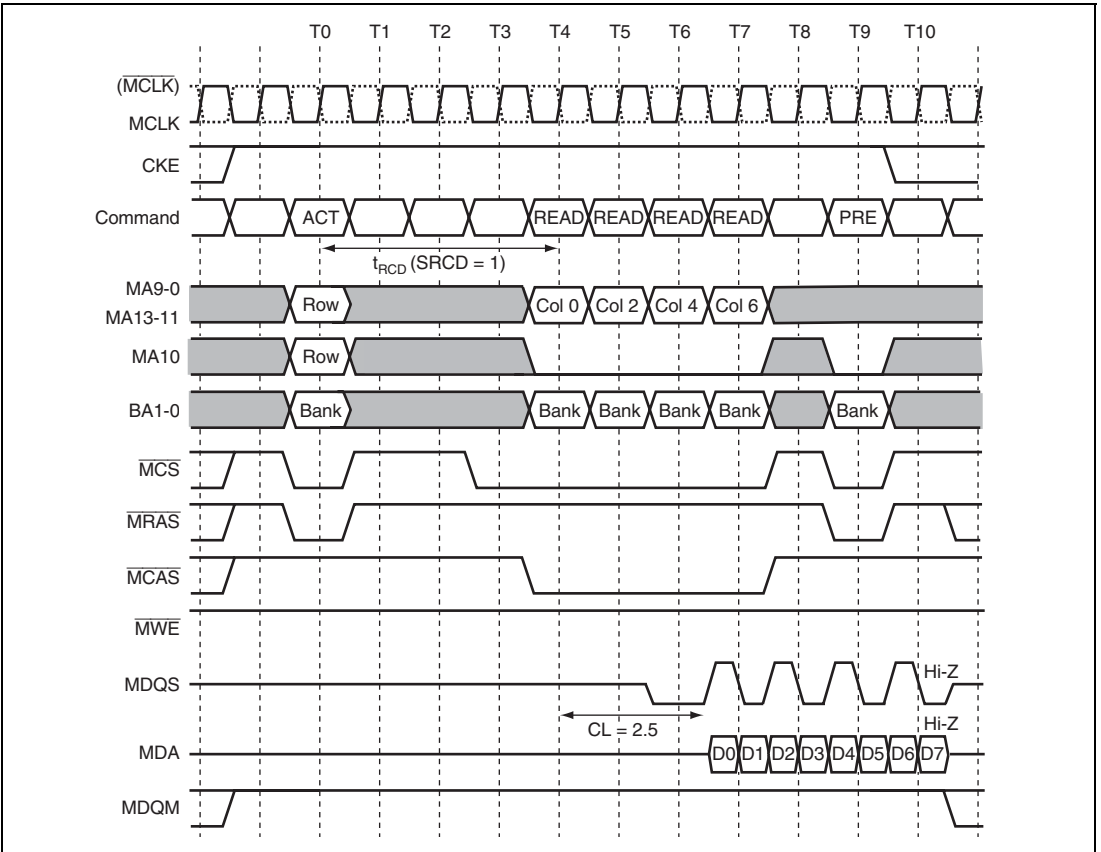 T0 T1 T2 T3 T4 T5 T6 T7 T8 T9 T10
(MCLK)
MCLK
CKE
Command ACT READ READ READ READ PRE
tRCD (SRCD = 1)
MA9-0
MA13-11
Row Col 0 Col 2 Col 4 Col 6
MA10 Row
BA1-0 Bank Bank Bank Bank Bank Bank
MCS
MRAS
MCAS
MWE
MDQS Hi-Z
CL = 2.5
Hi-Z
MDA D0 D1 D2 D3 D4 D5 D6 D7
MDQM